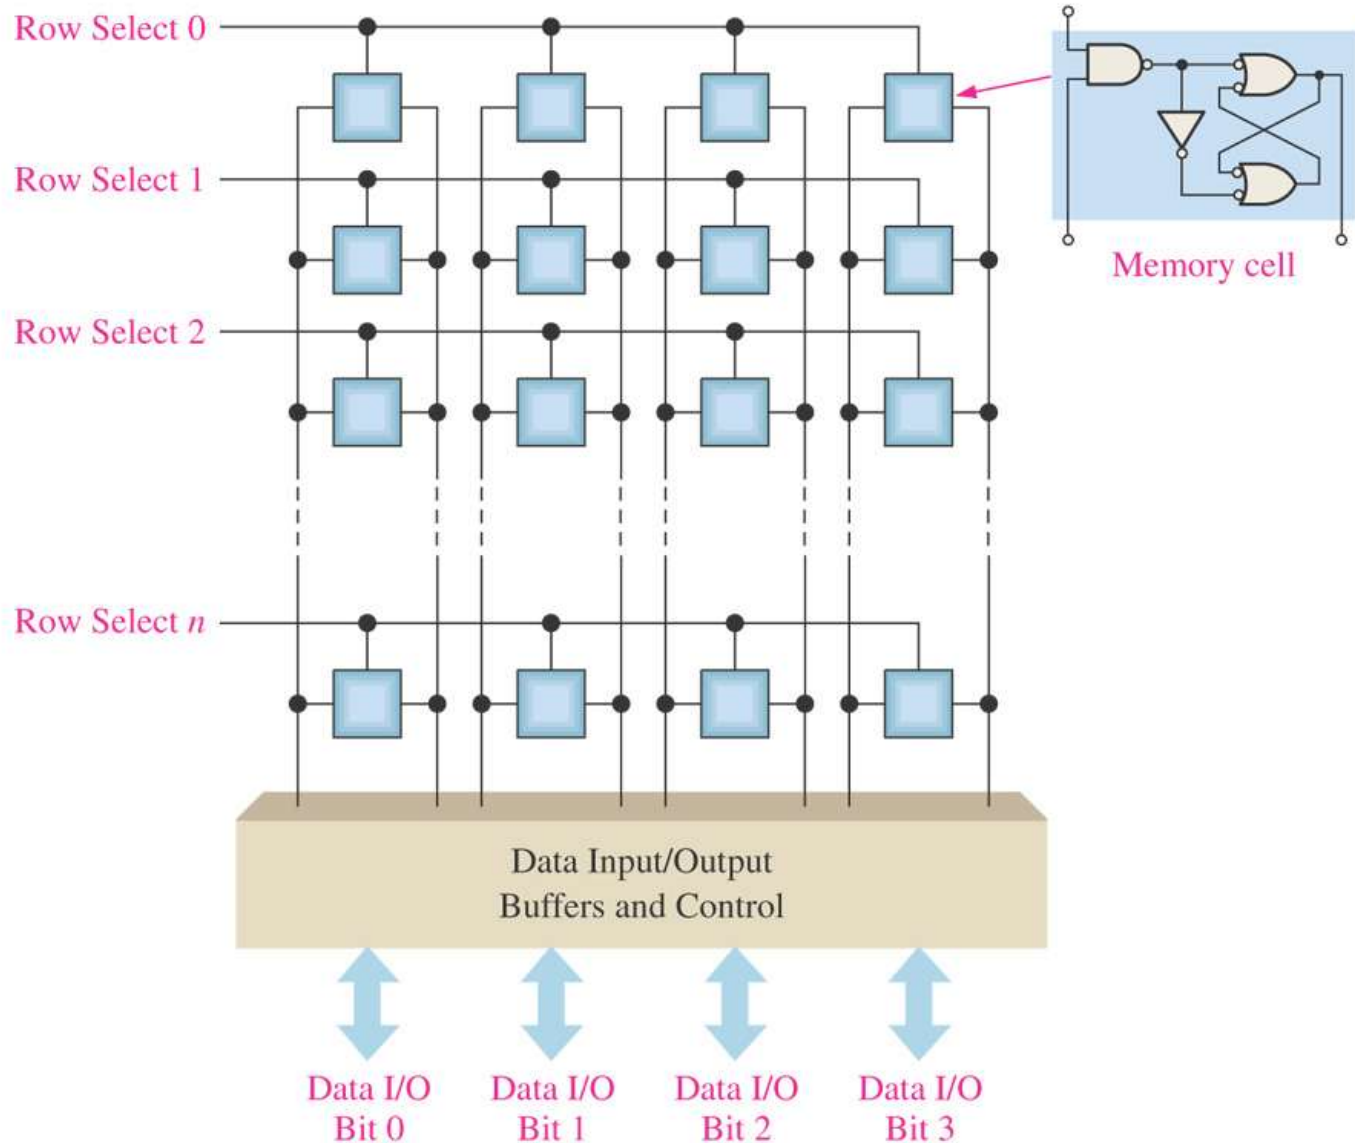 Row Select 0
Row Select 1
Memory cell
Row Select 2
Row Select n
Data Input/Output
Buffers and Control
Data I/O
Bit 0
Data I/O
Bit 1
Data I/O
Bit 2
Data I/O
Bit 3